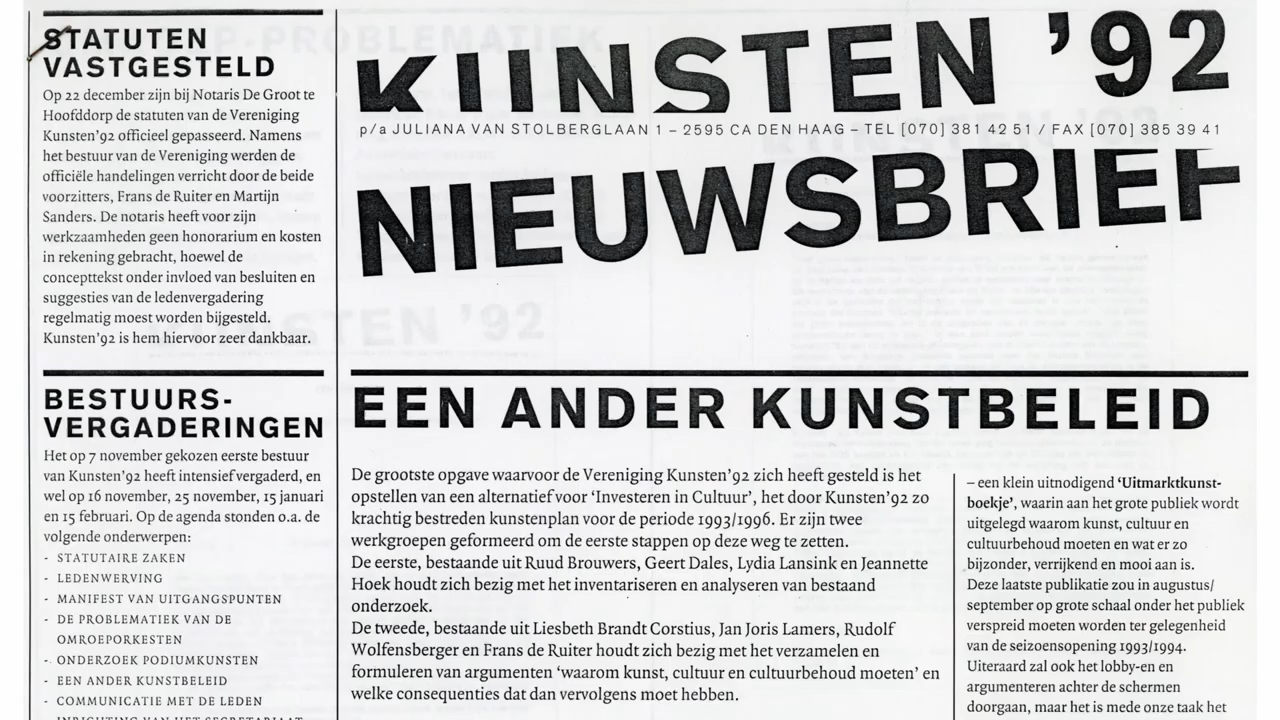 STATUTEN
VASTGESTELD
Op 22 december zijn bij Notaris De Groot te
Hoofddorp de statuten van de Vereniging
Kunsten'92 officieel gepasseerd. Namens
het bestuur van de Vereniging werden de
officiële handelingen verricht door de beide
voorzitters, Frans de Ruiter en Martijn
Sanders. De notaris heeft voor zijn
werkzaamheden geen honorarium en kosten
in rekening gebracht, hoewel de
concepttekst onder invloed van besluiten en
suggesties van de ledenvergadering
regelmatig moest worden bijgesteld.
Kunsten'92 is hem hiervoor zeer dankbaar.
BESTUURS-
VERGADERINGEN
Het op 7 november gekozen eerste bestuur
van Kunsten'92 heeft intensief vergaderd, en
wel op 16 november, 25 november, 15 januari
en 15 februari. Op de agenda stonden o.a. de
volgende onderwerpen:
- STATUTAIRE ZAKEN
- LEDENWERVING
- MANIFEST VAN UITGANGSPUNTEN
- DE PROBLEMATIEK VAN DE
OMROEPORKESTEN
- ONDERZOEK PODIUMKUNSTEN
- EEN ANDER KUNSTBELEID
- COMMUNICATIE MET DE LEDEN
- INRICHTING VAN HET SECRETARIAAT
KUNSTEN '92
p/a JULIANA VAN STOLBERGLAAN 1 – 2595 CA DEN HAAG – TEL [070] 381 42 51 / FAX [070] 385 39 41
NIEUWSBRIEF
EEN ANDER KUNSTBELEID
De grootste opgave waarvoor de Vereniging Kunsten'92 zich heeft gesteld is het
opstellen van een alternatief voor ‘Investeren in Cultuur’, het door Kunsten'92 zo
krachtig bestreden kunstenplan voor de periode 1993/1996. Er zijn twee
werkgroepen geformeerd om de eerste stappen op deze weg te zetten.
De eerste, bestaande uit Ruud Brouwers, Geert Dales, Lydia Lansink en Jeannette
Hoek houdt zich bezig met het inventariseren en analyseren van bestaand
onderzoek.
De tweede, bestaande uit Liesbeth Brandt Corstius, Jan Joris Lamers, Rudolf
Wolfensberger en Frans de Ruiter houdt zich bezig met het verzamelen en
formuleren van argumenten ‘waarom kunst, cultuur en cultuurbehoud moeten’ en
welke consequenties dat dan vervolgens moet hebben.
– een klein uitnodigend ‘Uitmarktkunst-
boekje’, waarin aan het grote publiek wordt
uitgelegd waarom kunst, cultuur en
cultuurbehoud moeten en wat er zo
bijzonder, verrijkend en mooi aan is.
Deze laatste publikatie zou in augustus/
september op grote schaal onder het publiek
verspreid moeten worden ter gelegenheid
van de seizoensopening 1993/1994.
Uiteraard zal ook het lobby-en en
argumenteren achter de schermen
doorgaan, maar het is mede onze taak het